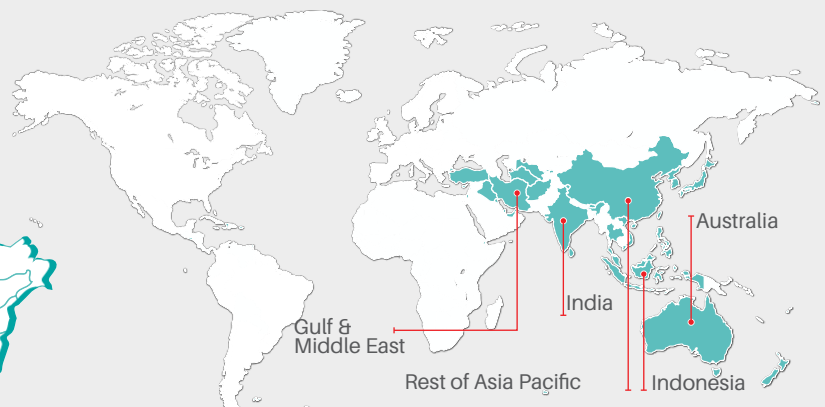 Australia
India
Gulf &
Middle East
Rest of Asia Pacific
Indonesia